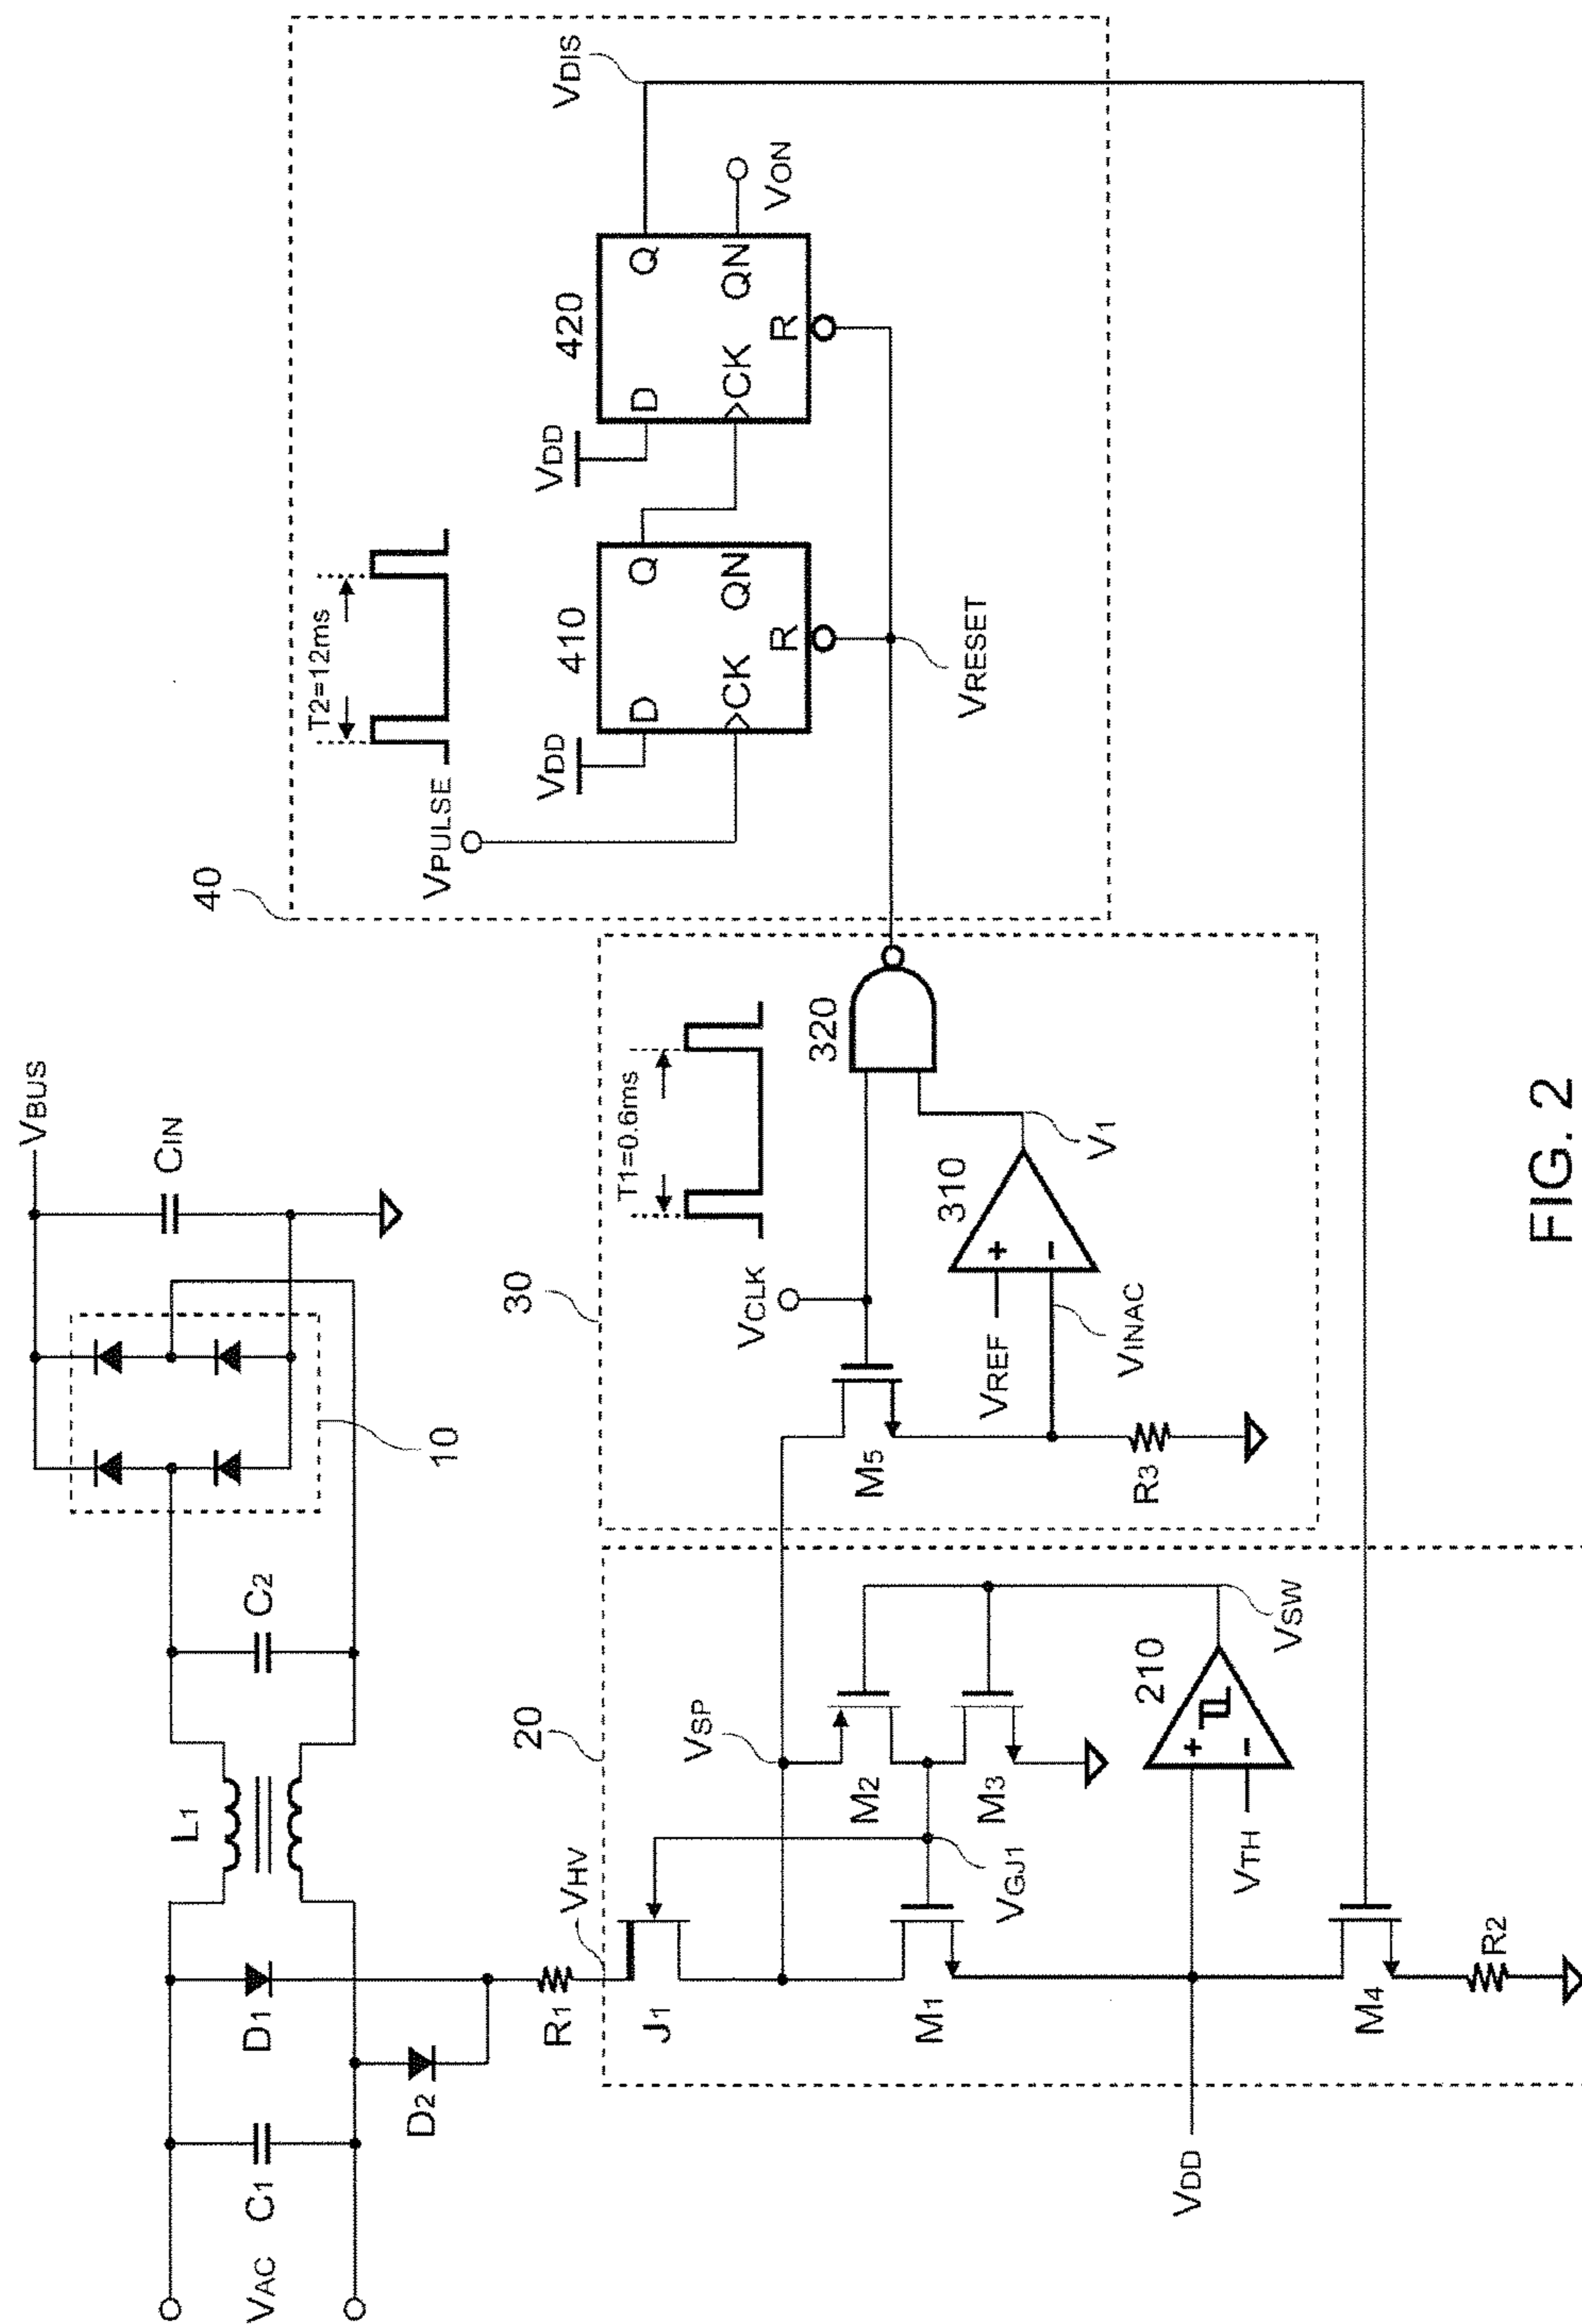 VAC
C1
D1
D2
L1
C2
10
CIN
VBUS
R1
VHV
20
J1
VSP
M1
M2
M3
VGJ1
VTH
+
−
210
VSW
VDD
M4
R2
30
VCLK
T1=0.6ms
M5
R3
VREF
VINAC
+
−
310
V1
320
40
VPULSE
T2=12ms
VDD
410
D
Q
CK
QN
R
VDD
420
D
Q
CK
QN
R
VRESET
VON
VDIS
FIG. 2